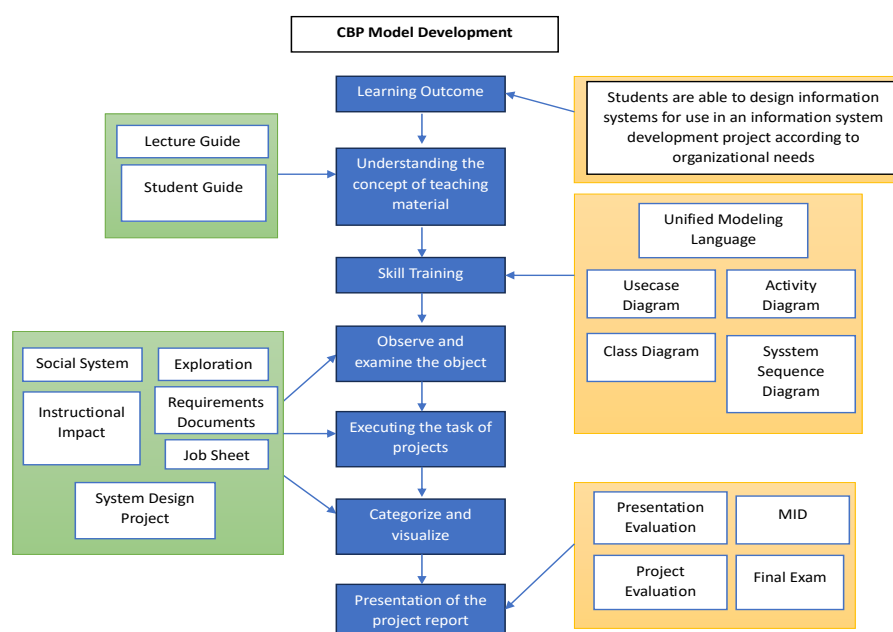 CBP Model Development
Learning Outcome
Students are able to design information
systems for use in an information system
development project according to
organizational needs
Lecture Guide
Student Guide
Understanding the
concept of teaching
material
Unified Modeling
Language
Skill Training
Usecase
Diagram
Activity
Diagram
Class Diagram
Sysstem
Sequence
Diagram
Social System
Exploration
Instructional
Impact
Requirements
Documents
Job Sheet
System Design
Project
Observe and
examine the object
Executing the task of
projects
Categorize and
visualize
Presentation
Evaluation
MID
Project
Evaluation
Final Exam
Presentation of the
project report